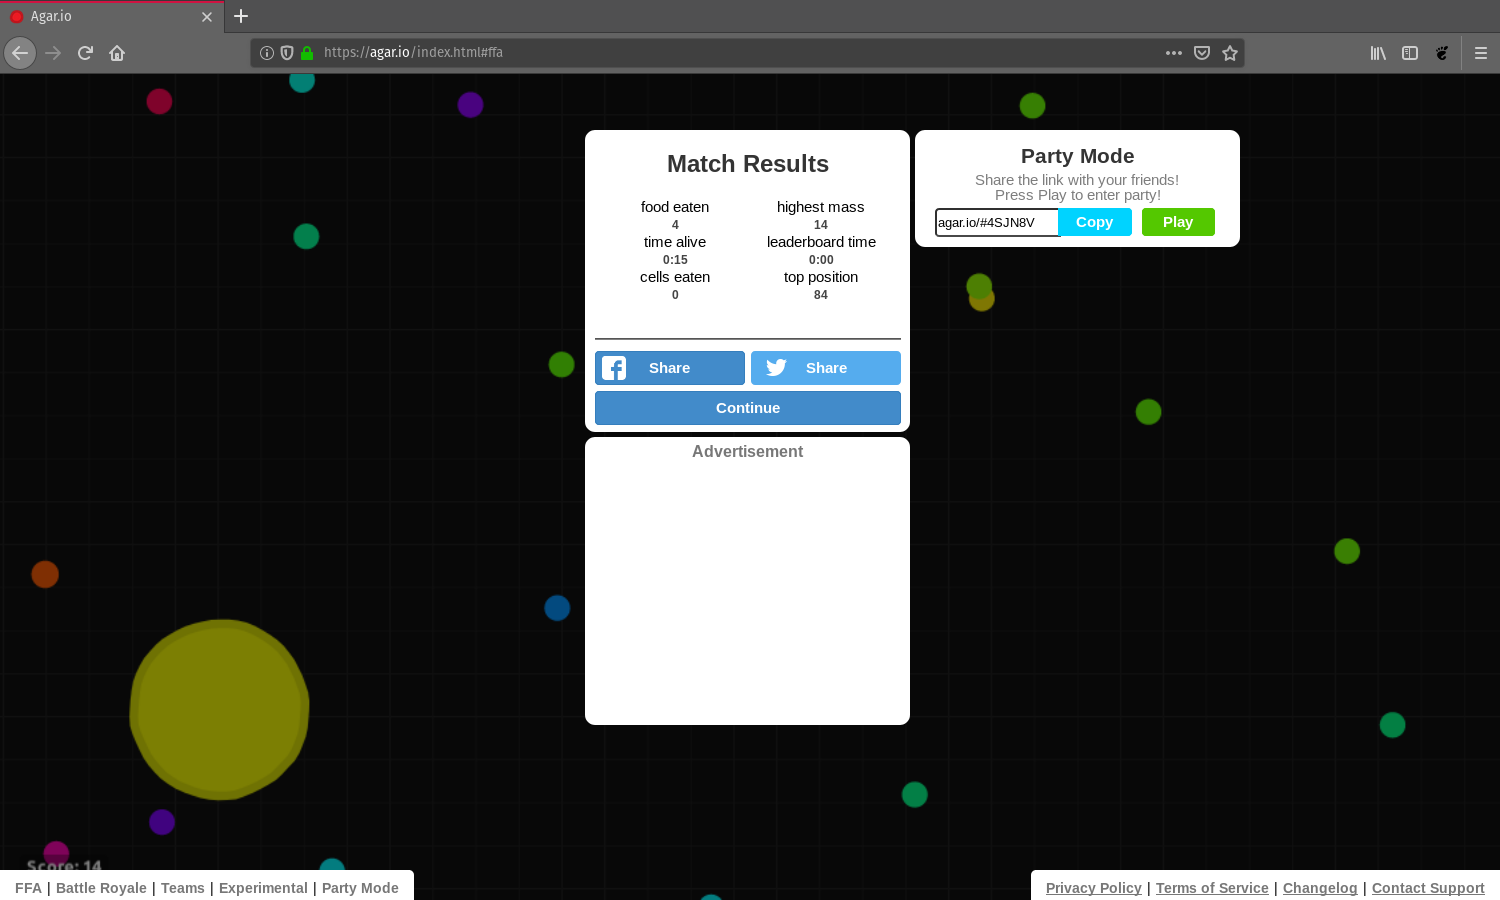 Agar.io
https://agar.io/index.html#ffa
Match Results
food eaten
4
highest mass
14
time alive
0:15
leaderboard time
0:00
cells eaten
0
top position
84
Share
Share
Continue
Advertisement
Party Mode
Share the link with your friends!
Press Play to enter party!
agar.io/#4SJN8V
Copy
Play
Score: 14
FFA | Battle Royale | Teams | Experimental | Party Mode
Privacy Policy | Terms of Service | Changelog | Contact Support